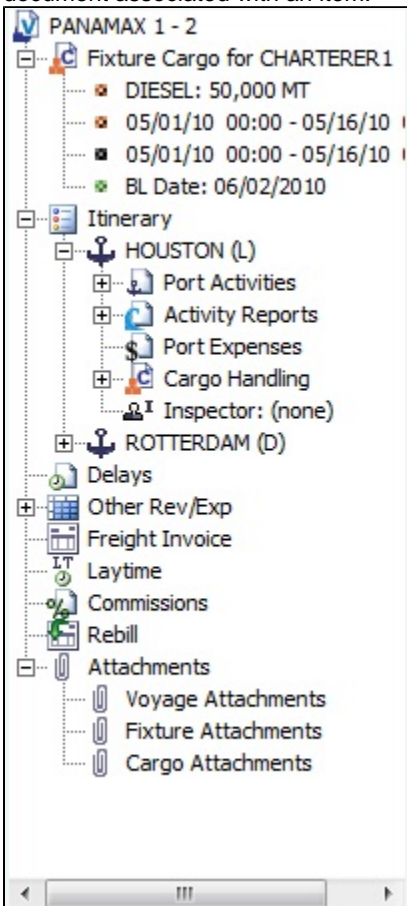 document associated with an item.
PANAMAX 1 - 2
Fixture Cargo for CHARTERER1
DIESEL: 50,000 MT
05/01/10 00:00 - 05/16/10
05/01/10 00:00 - 05/16/10
BL Date: 06/02/2010
Itinerary
HOUSTON (L)
Port Activities
Activity Reports
Port Expenses
Cargo Handling
Inspector: (none)
ROTTERDAM (D)
Delays
Other Rev/Exp
Freight Invoice
Laytime
Commissions
Rebill
Attachments
Voyage Attachments
Fixture Attachments
Cargo Attachments